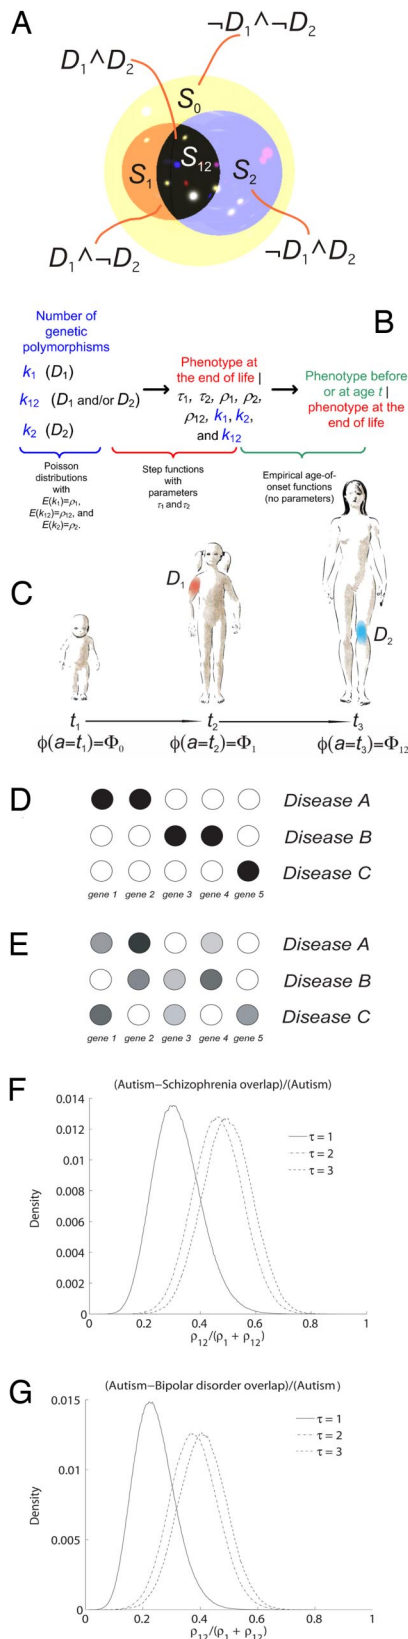 A
¬D₁∧¬D₂
D₁∧D₂
S₀
S₁₂
S₁
S₂
D₁∧¬D₂
¬D₁∧D₂
B
Number of
genetic
polymorphisms
k₁ (D₁)
k₁₂ (D₁ and/or D₂)
k₂ (D₂)
Phenotype at
the end of life |
τ₁, τ₂, ρ₁, ρ₂,
ρ₁₂, k₁, k₂,
and k₁₂
Phenotype before
or at age t |
phenotype at the
end of life
Poisson
distributions
with
E(k₁)=ρ₁,
E(k₁₂)=ρ₁₂, and
E(k₂)=ρ₂.
Step functions
with
parameters
τ₁ and τ₂
Empirical age-of-
onset functions
(no parameters)
C
D₁
D₂
t₁ t₂ t₃
ϕ(a=t₁)=Φ₀ ϕ(a=t₂)=Φ₁ ϕ(a=t₃)=Φ₁₂
D
Disease A
Disease B
Disease C
gene 1 gene 2 gene 3 gene 4 gene 5
E
Disease A
Disease B
Disease C
gene 1 gene 2 gene 3 gene 4 gene 5
F
(Autism−Schizophrenia overlap)/(Autism)
0.014
0.012
0.01
0.008
0.006
0.004
0.002
0
Density
τ = 1
τ = 2
τ = 3
0 0.2 0.4 0.6 0.8 1
ρ₁₂/(ρ₁ + ρ₁₂)
G
(Autism−Bipolar disorder overlap)/(Autism)
0.015
0.01
0.005
0
Density
τ = 1
τ = 2
τ = 3
0 0.2 0.4 0.6 0.8 1
ρ₁₂/(ρ₁ + ρ₁₂)